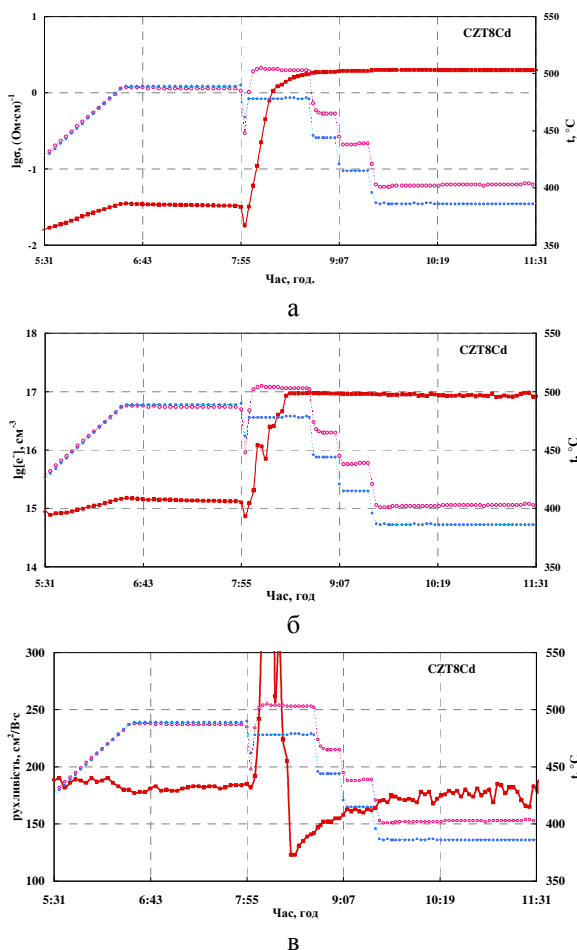 CZT8Cd
1
0
-1
-2
550
500
450
400
350
lgσ, (Ом·см)⁻¹
t, °C
5:31 6:43 7:55 9:07 10:19 11:31
Час, год.
а
CZT8Cd
18
17
16
15
14
550
500
450
400
350
lg[e⁻], см⁻³
t, °C
5:31 6:43 7:55 9:07 10:19 11:31
Час, год
б
CZT8Cd
300
250
200
150
100
550
500
450
400
350
рухливість, см²/В·с
t, °C
5:31 6:43 7:55 9:07 10:19 11:31
Час, год
в